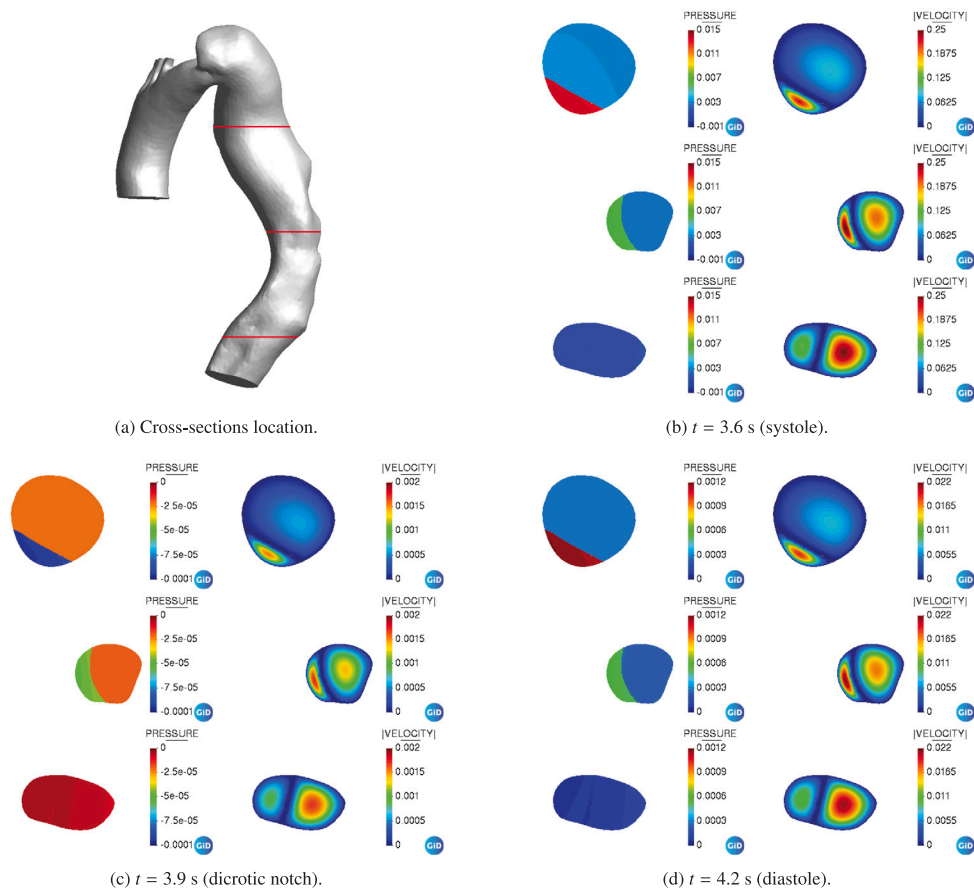 PRESSURE
0.015
0.011
0.007
0.003
-0.001
GiD
|VELOCITY|
0.25
0.1875
0.125
0.0625
0
GiD
PRESSURE
0.015
0.011
0.007
0.003
-0.001
GiD
|VELOCITY|
0.25
0.1875
0.125
0.0625
0
GiD
PRESSURE
0.015
0.011
0.007
0.003
-0.001
GiD
|VELOCITY|
0.25
0.1875
0.125
0.0625
0
GiD
(a) Cross-sections location.
(b) t = 3.6 s (systole).
PRESSURE
0
-2.5e-05
-5e-05
-7.5e-05
-0.0001
GiD
|VELOCITY|
0.002
0.0015
0.001
0.0005
0
GiD
PRESSURE
0
-2.5e-05
-5e-05
-7.5e-05
-0.0001
GiD
|VELOCITY|
0.002
0.0015
0.001
0.0005
0
GiD
PRESSURE
0
-2.5e-05
-5e-05
-7.5e-05
-0.0001
GiD
|VELOCITY|
0.002
0.0015
0.001
0.0005
0
GiD
(c) t = 3.9 s (dicrotic notch).
PRESSURE
0.0012
0.0009
0.0006
0.0003
0
GiD
|VELOCITY|
0.022
0.0165
0.011
0.0055
0
GiD
PRESSURE
0.0012
0.0009
0.0006
0.0003
0
GiD
|VELOCITY|
0.022
0.0165
0.011
0.0055
0
GiD
PRESSURE
0.0012
0.0009
0.0006
0.0003
0
GiD
|VELOCITY|
0.022
0.0165
0.011
0.0055
0
GiD
(d) t = 4.2 s (diastole).